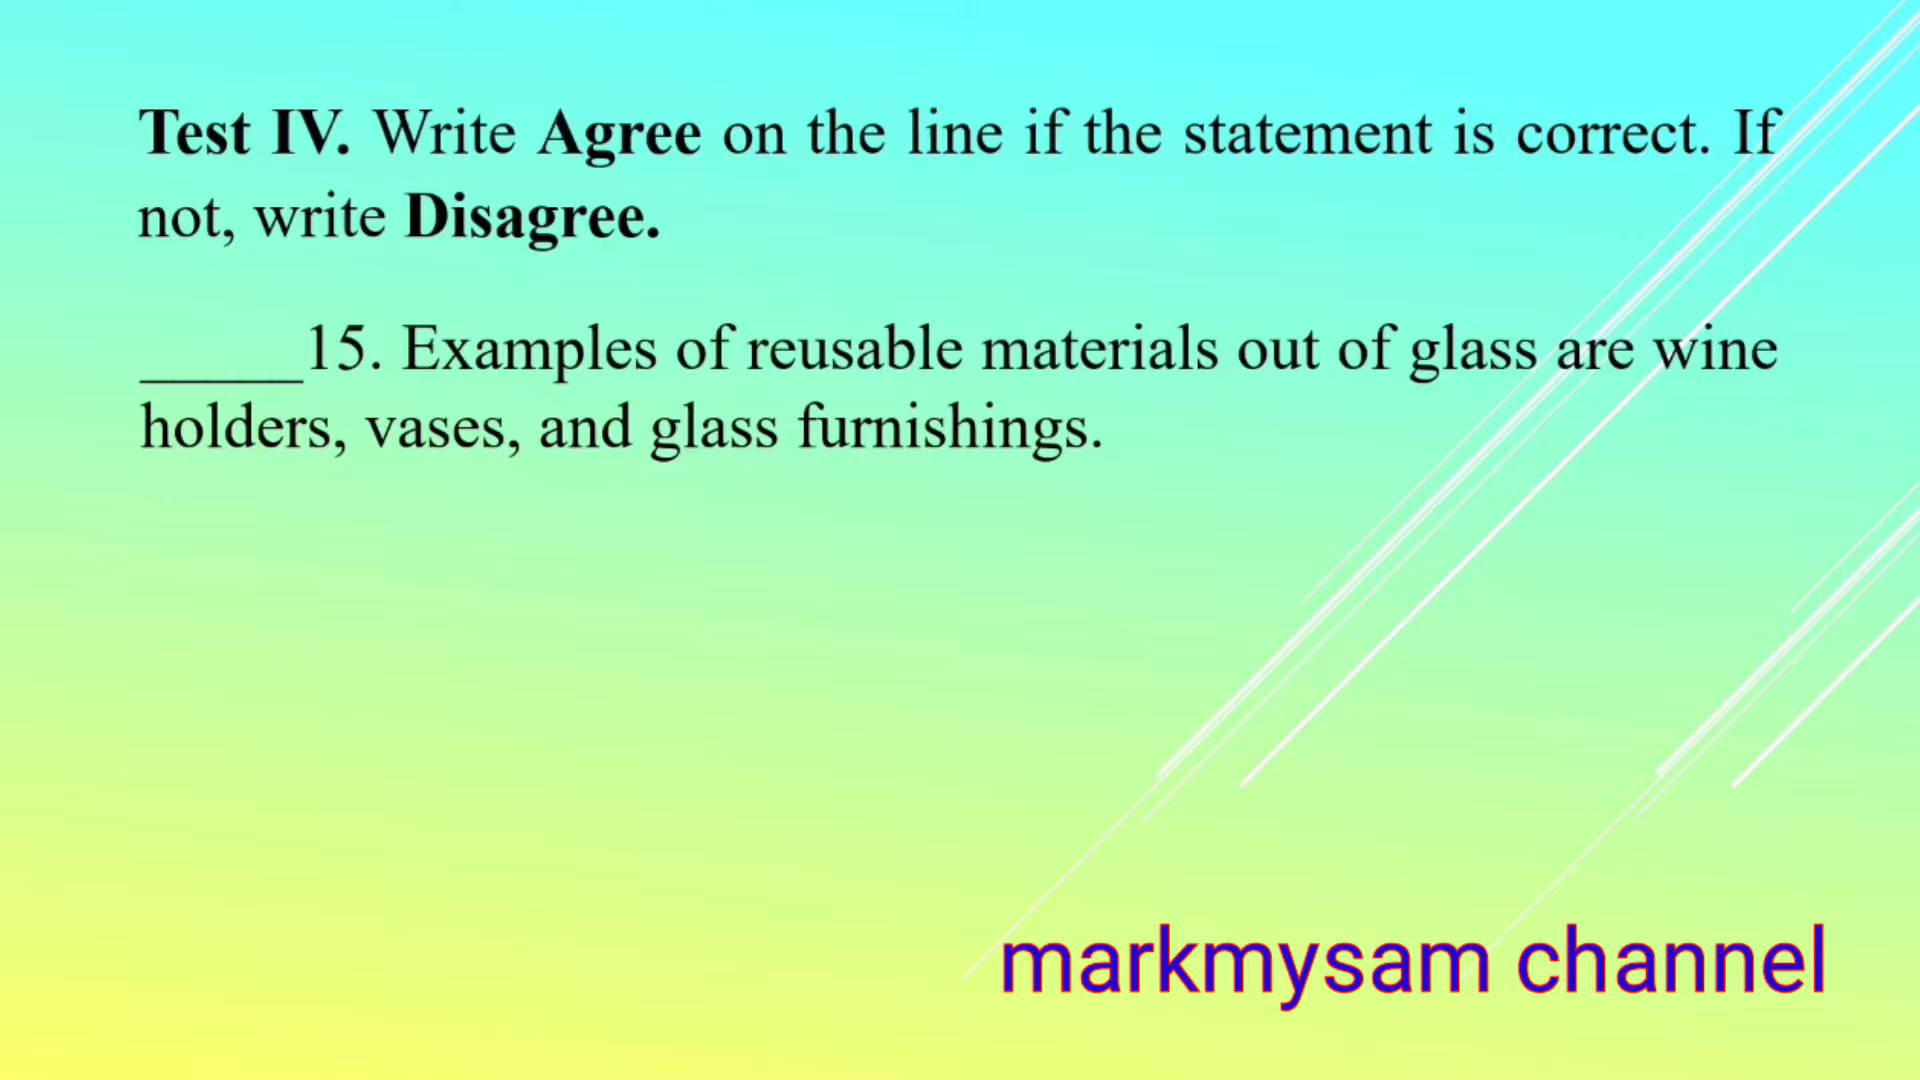 Test IV. Write Agree on the line if the statement is correct. If
not, write Disagree.
_____15. Examples of reusable materials out of glass are wine
holders, vases, and glass furnishings.
markmysam channel